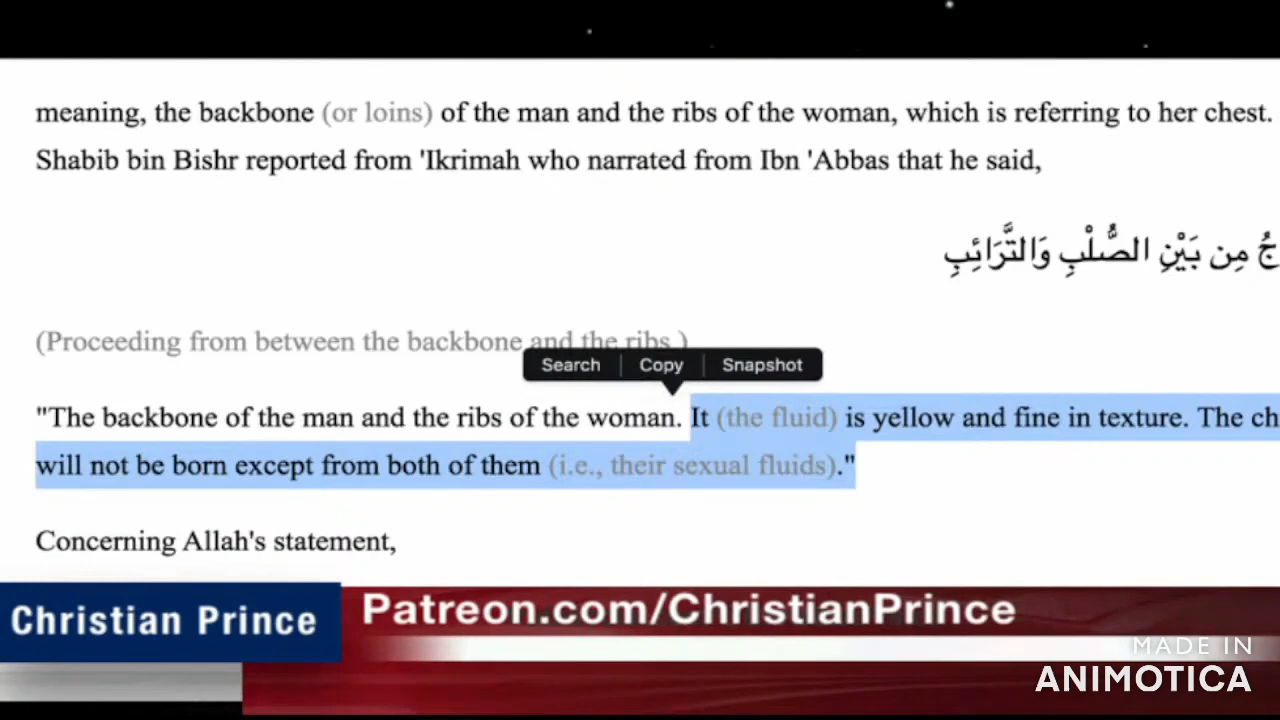 meaning, the backbone (or loins) of the man and the ribs of the woman, which is referring to her chest.
Shabib bin Bishr reported from 'Ikrimah who narrated from Ibn 'Abbas that he said,
جُ مِن بَيْنِ الصُّلْبِ وَالتَّرَائِبِ
(Proceeding from between the backbone and the ribs.)
Search Copy Snapshot
"The backbone of the man and the ribs of the woman. It (the fluid) is yellow and fine in texture. The ch
will not be born except from both of them (i.e., their sexual fluids)."
Concerning Allah's statement,
Christian Prince
Patreon.com/ChristianPrince
MADE IN
ANIMOTICA